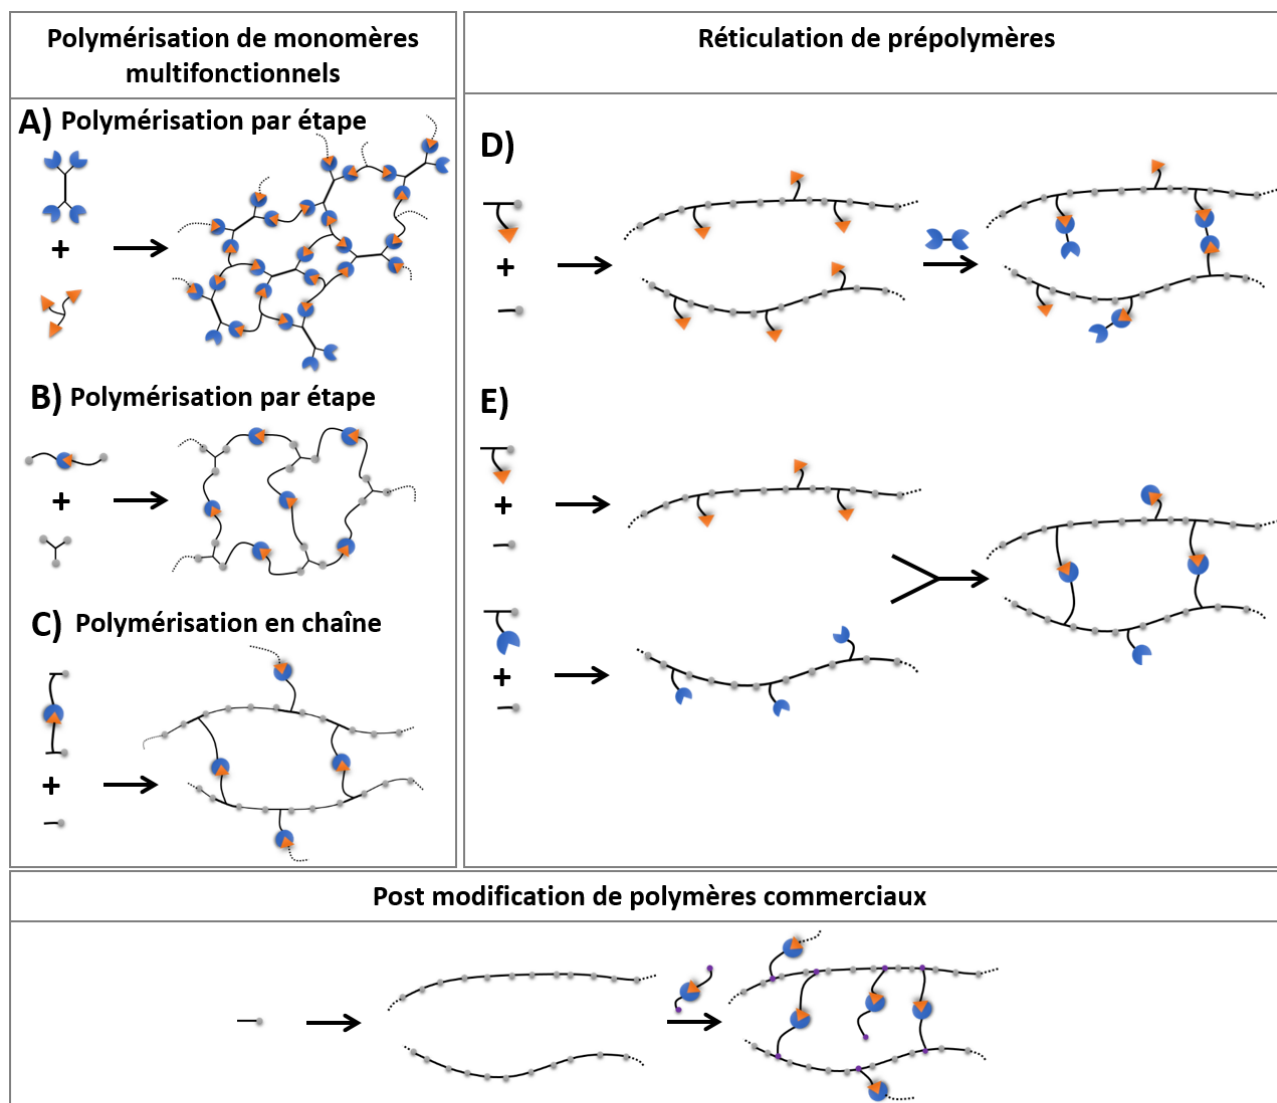 Polymérisation de monomères
multifonctionnels
Réticulation de prépolymères
A) Polymérisation par étape
+
B) Polymérisation par étape
+
C) Polymérisation en chaîne
+
D)
+
E)
+
+
Post modification de polymères commerciaux